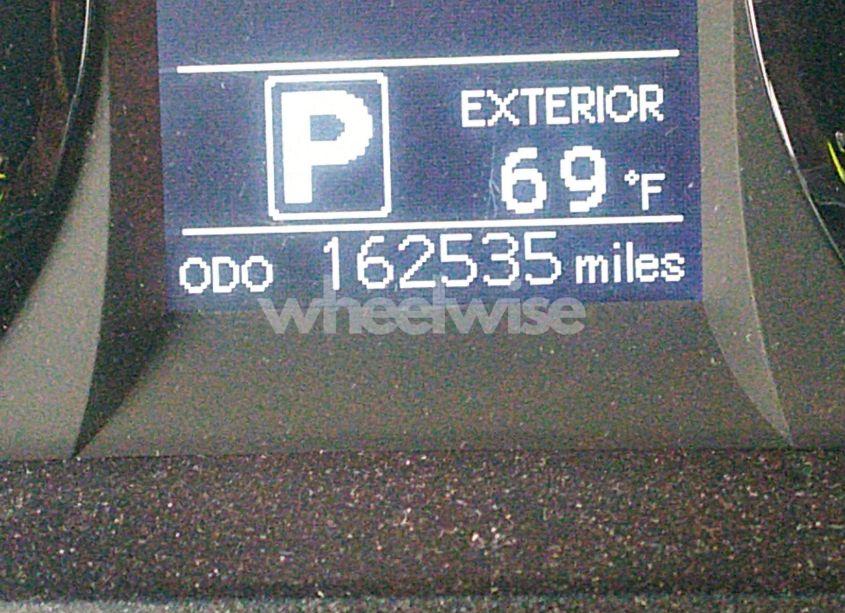 P
EXTERIOR
69 °F
ODO 162535 miles
wheelwise